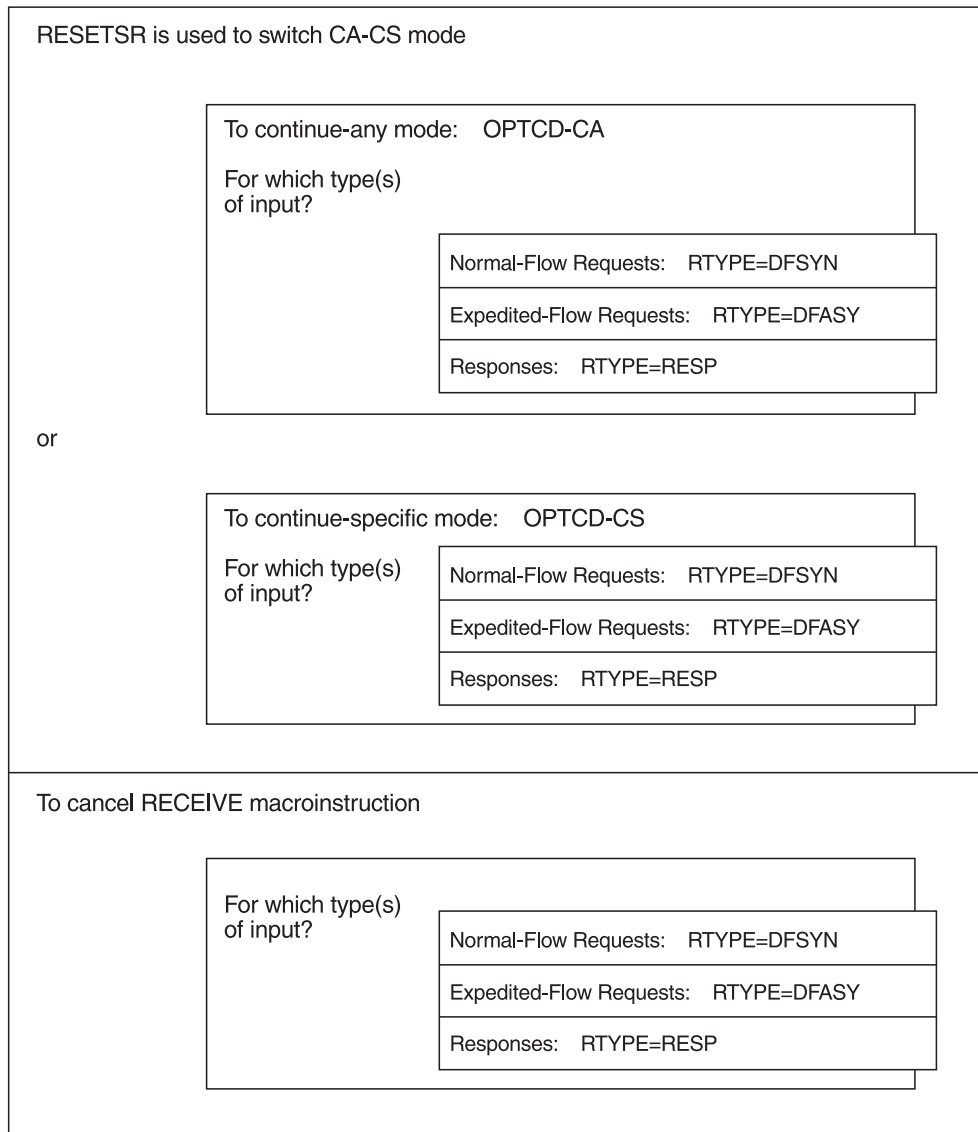 RESETSR is used to switch CA-CS mode
To continue-any mode: OPTCD-CA
For which type(s)
of input?
Normal-Flow Requests: RTYPE=DFSYN
Expedited-Flow Requests: RTYPE=DFASY
Responses: RTYPE=RESP
or
To continue-specific mode: OPTCD-CS
For which type(s)
of input?
Normal-Flow Requests: RTYPE=DFSYN
Expedited-Flow Requests: RTYPE=DFASY
Responses: RTYPE=RESP
To cancel RECEIVE macroinstruction
For which type(s)
of input?
Normal-Flow Requests: RTYPE=DFSYN
Expedited-Flow Requests: RTYPE=DFASY
Responses: RTYPE=RESP